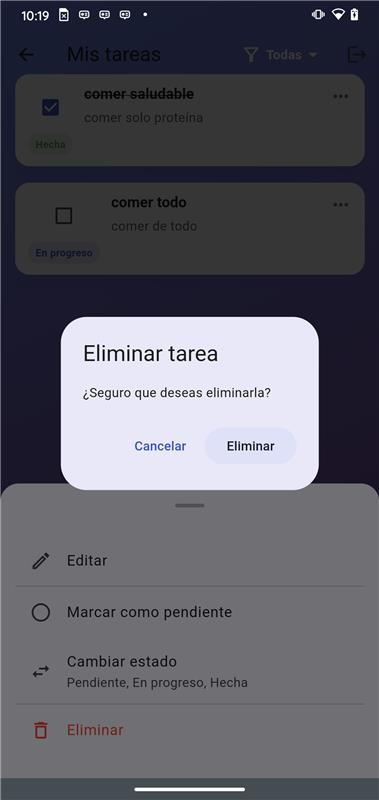 10:19
Mis tareas
Todas
comer saludable
comer solo proteína
Hecha
comer todo
comer de todo
En progreso
Eliminar tarea
¿Seguro que deseas eliminarla?
Cancelar
Eliminar
Editar
Marcar como pendiente
Cambiar estado
Pendiente, En progreso, Hecha
Eliminar